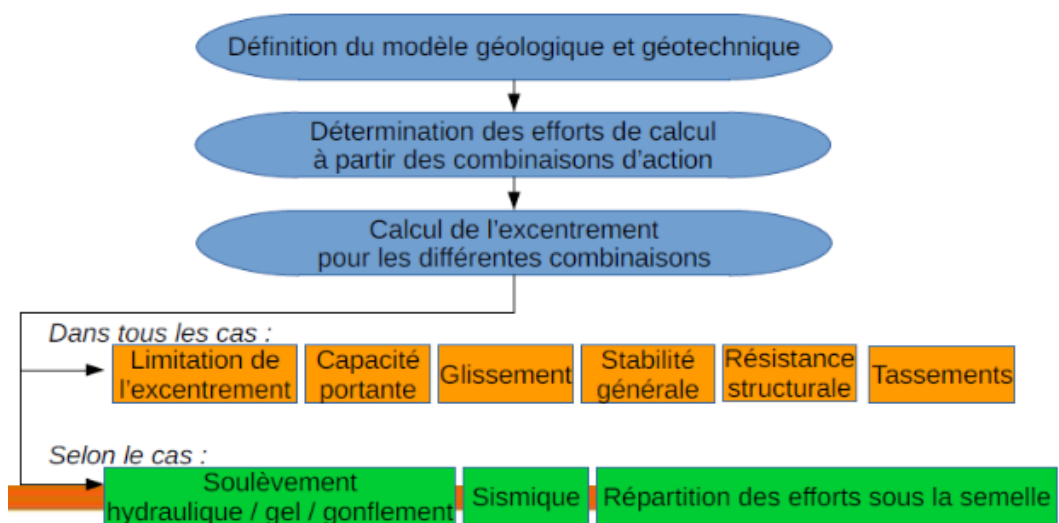 Définition du modèle géologique et géotechnique
Détermination des efforts de calcul
à partir des combinaisons d'action
Calcul de l'excentrement
pour les différentes combinaisons
Dans tous les cas :
Limitation de
l'excentrement
Capacité
portante
Glissement
Stabilité
générale
Résistance
structurale
Tassements
Selon le cas :
Soulèvement
hydraulique / gel / gonflement
Sismique
Répartition des efforts sous la semelle